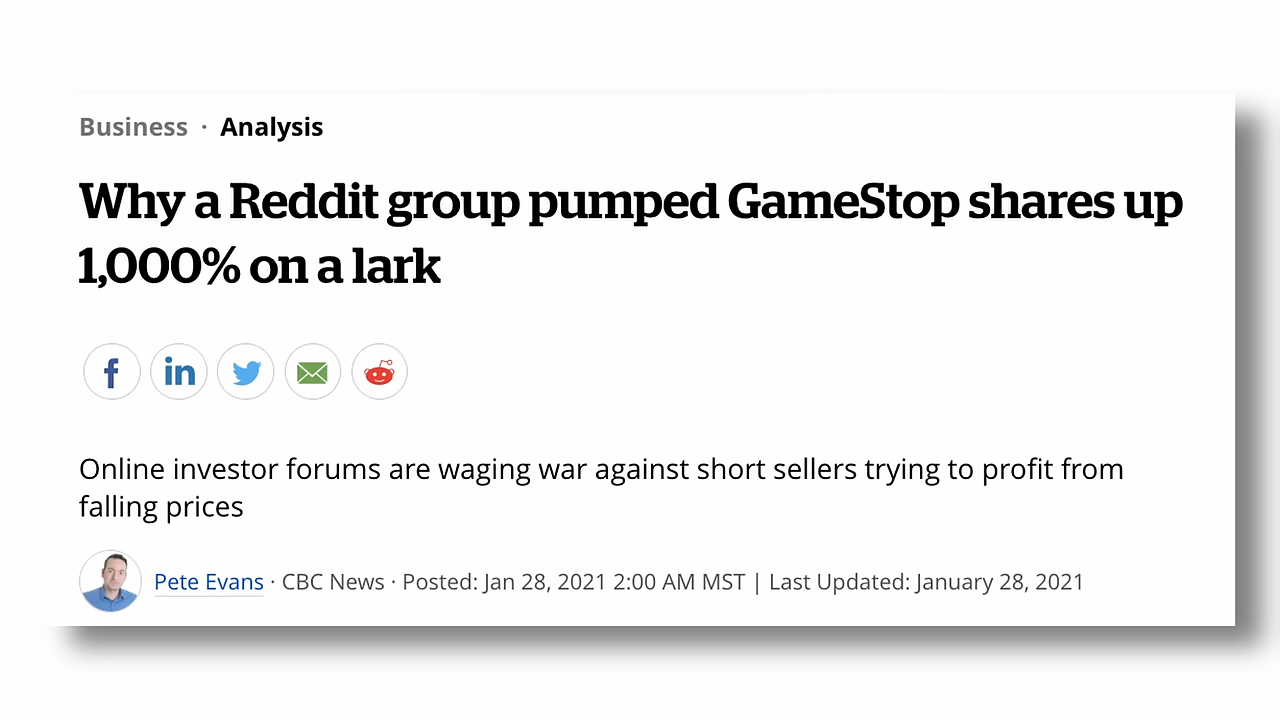 Business · Analysis
Why a Reddit group pumped GameStop shares up
1,000% on a lark
Online investor forums are waging war against short sellers trying to profit from
falling prices
Pete Evans · CBC News · Posted: Jan 28, 2021 2:00 AM MST | Last Updated: January 28, 2021